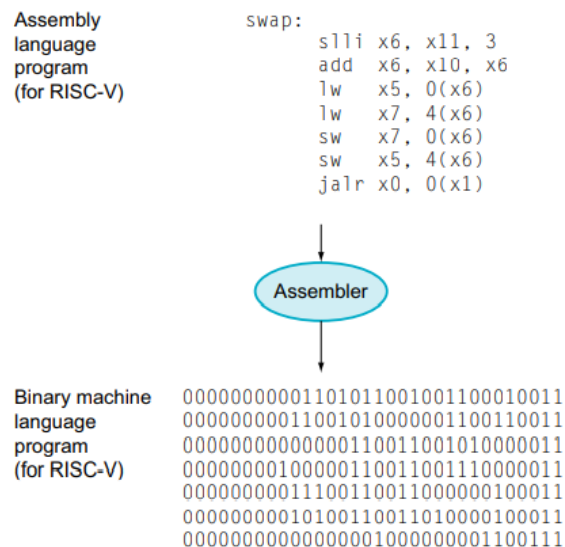 Assembly
language
program
(for RISC-V)
swap:
slli x6, x11, 3
add x6, x10, x6
lw x5, 0(x6)
lw x7, 4(x6)
sw x7, 0(x6)
sw x5, 4(x6)
jalr x0, 0(x1)
Assembler
Binary machine
language
program
(for RISC-V)
00000000001101011001001100010011
00000000011001010000001100110011
00000000000000110011001010000011
00000000100000110011001110000011
00000000011100110011000000100011
00000000010100110011010000100011
00000000000000001000000001100111